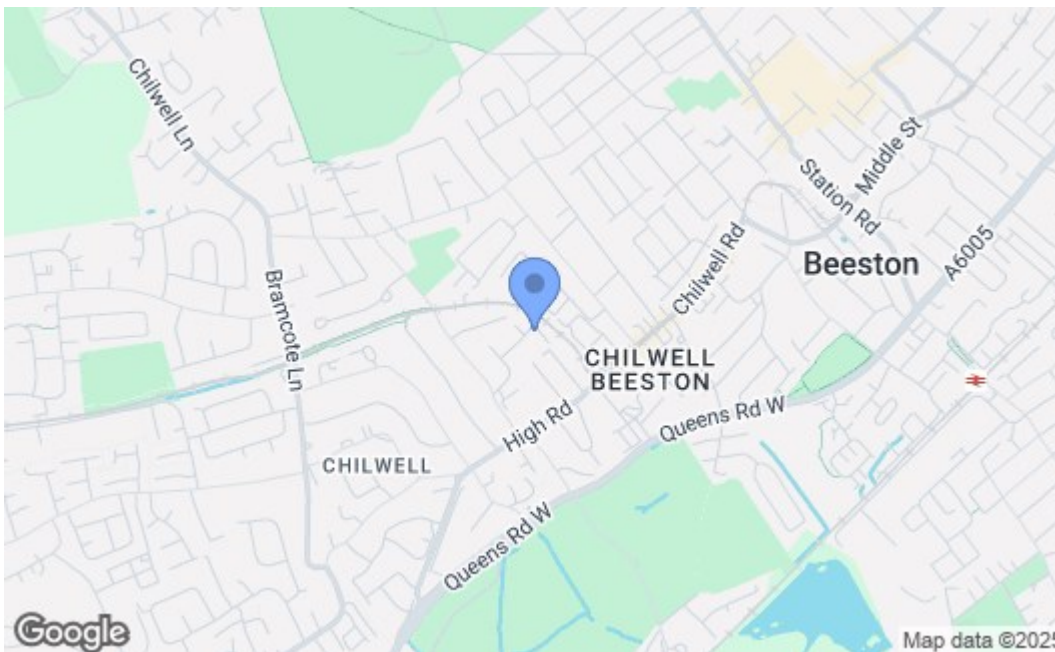 Chilwell Ln
Middle St
Station Rd
A6005
Beeston
Chilwell Rd
Bramcote Ln
CHILWELL
BEESTON
High Rd
Queens Rd W
CHILWELL
Queens Rd W
Google
Map data ©2025